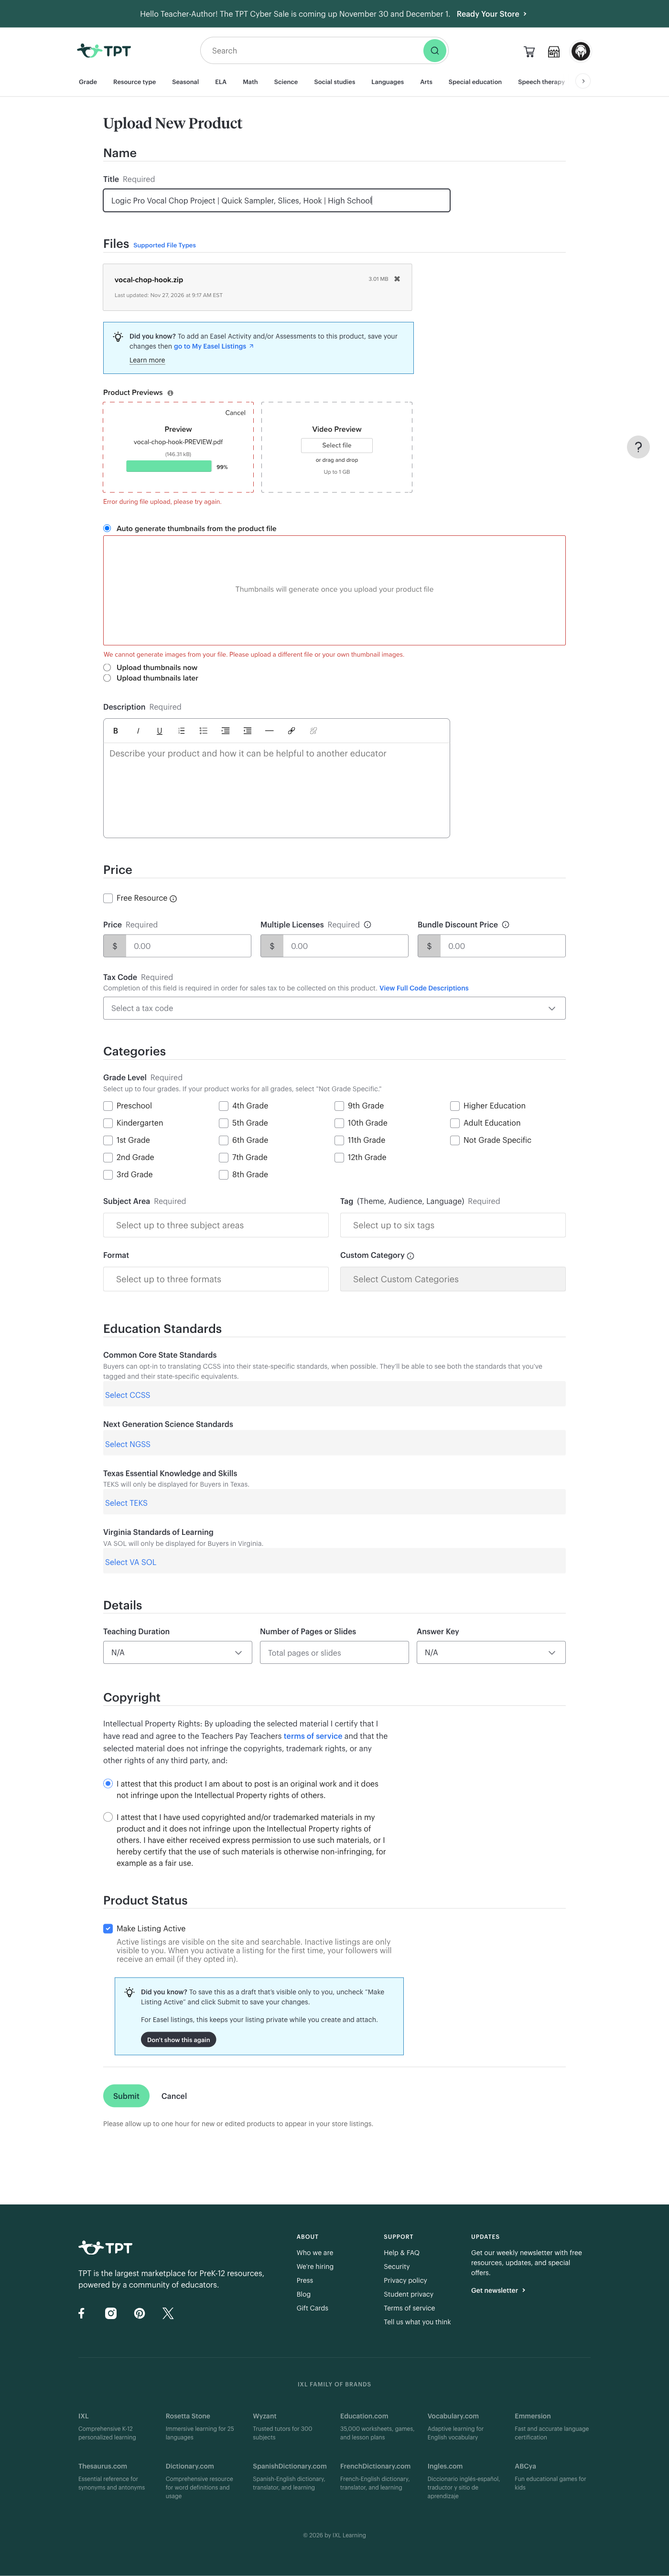 Hello Teacher-Author! The TPT Cyber Sale is coming up November 30 and December 1. Ready Your Store
TPT
Search
Grade Resource type Seasonal ELA Math Science Social studies Languages Arts Special education Speech therapy
Upload New Product
Name
Title Required
Logic Pro Vocal Chop Project | Quick Sampler, Slices, Hook | High School
Files Supported File Types
vocal-chop-hook.zip 3.01 MB
Last updated: Nov 27, 2026 at 9:17 AM EST
Did you know? To add an Easel Activity and/or Assessments to this product, save your
changes then go to My Easel Listings
Learn more
Product Previews
Cancel
Preview
vocal-chop-hook-PREVIEW.pdf
(146.31 kB)
99%
Video Preview
Select file
or drag and drop
Up to 1 GB
Error during file upload, please try again.
?
Auto generate thumbnails from the product file
Thumbnails will generate once you upload your product file
We cannot generate images from your file. Please upload a different file or your own thumbnail images.
Upload thumbnails now
Upload thumbnails later
Description Required
B I U
Describe your product and how it can be helpful to another educator
Price
Free Resource
Price Required Multiple Licenses Required Bundle Discount Price
$ 0.00 $ 0.00 $ 0.00
Tax Code Required
Completion of this field is required in order for sales tax to be collected on this product. View Full Code Descriptions
Select a tax code
Categories
Grade Level Required
Select up to four grades. If your product works for all grades, select "Not Grade Specific."
Preschool 4th Grade 9th Grade Higher Education
Kindergarten 5th Grade 10th Grade Adult Education
1st Grade 6th Grade 11th Grade Not Grade Specific
2nd Grade 7th Grade 12th Grade
3rd Grade 8th Grade
Subject Area Required Tag (Theme, Audience, Language) Required
Select up to three subject areas Select up to six tags
Format Custom Category
Select up to three formats Select Custom Categories
Education Standards
Common Core State Standards
Buyers can opt-in to translating CCSS into their state-specific standards, when possible. They'll be able to see both the standards that you've
tagged and their state-specific equivalents.
Select CCSS
Next Generation Science Standards
Select NGSS
Texas Essential Knowledge and Skills
TEKS will only be displayed for Buyers in Texas.
Select TEKS
Virginia Standards of Learning
VA SOL will only be displayed for Buyers in Virginia.
Select VA SOL
Details
Teaching Duration Number of Pages or Slides Answer Key
N/A Total pages or slides N/A
Copyright
Intellectual Property Rights: By uploading the selected material I certify that I
have read and agree to the Teachers Pay Teachers terms of service and that the
selected material does not infringe the copyrights, trademark rights, or any
other rights of any third party, and:
I attest that this product I am about to post is an original work and it does
not infringe upon the Intellectual Property rights of others.
I attest that I have used copyrighted and/or trademarked materials in my
product and it does not infringe upon the Intellectual Property rights of
others. I have either received express permission to use such materials, or I
hereby certify that the use of such materials is otherwise non-infringing, for
example as a fair use.
Product Status
Make Listing Active
Active listings are visible on the site and searchable. Inactive listings are only
visible to you. When you activate a listing for the first time, your followers will
receive an email (if they opted in).
Did you know? To save this as a draft that's visible only to you, uncheck "Make
Listing Active" and click Submit to save your changes.
For Easel listings, this keeps your listing private while you create and attach.
Don't show this again
Submit Cancel
Please allow up to one hour for new or edited products to appear in your store listings.
TPT
TPT is the largest marketplace for PreK-12 resources,
powered by a community of educators.
ABOUT
Who we are
We're hiring
Press
Blog
Gift Cards
SUPPORT
Help & FAQ
Security
Privacy policy
Student privacy
Terms of service
Tell us what you think
UPDATES
Get our weekly newsletter with free
resources, updates, and special
offers.
Get newsletter
IXL FAMILY OF BRANDS
IXL
Comprehensive K-12
personalized learning
Rosetta Stone
Immersive learning for 25
languages
Wyzant
Trusted tutors for 300
subjects
Education.com
35,000 worksheets, games,
and lesson plans
Vocabulary.com
Adaptive learning for
English vocabulary
Emmersion
Fast and accurate language
certification
Thesaurus.com
Essential reference for
synonyms and antonyms
Dictionary.com
Comprehensive resource
for word definitions and
usage
SpanishDictionary.com
Spanish-English dictionary,
translator, and learning
FrenchDictionary.com
French-English dictionary,
translator, and learning
Ingles.com
Diccionario inglés-español,
traductor y sitio de
aprendizaje
ABCya
Fun educational games for
kids
© 2026 by IXL Learning